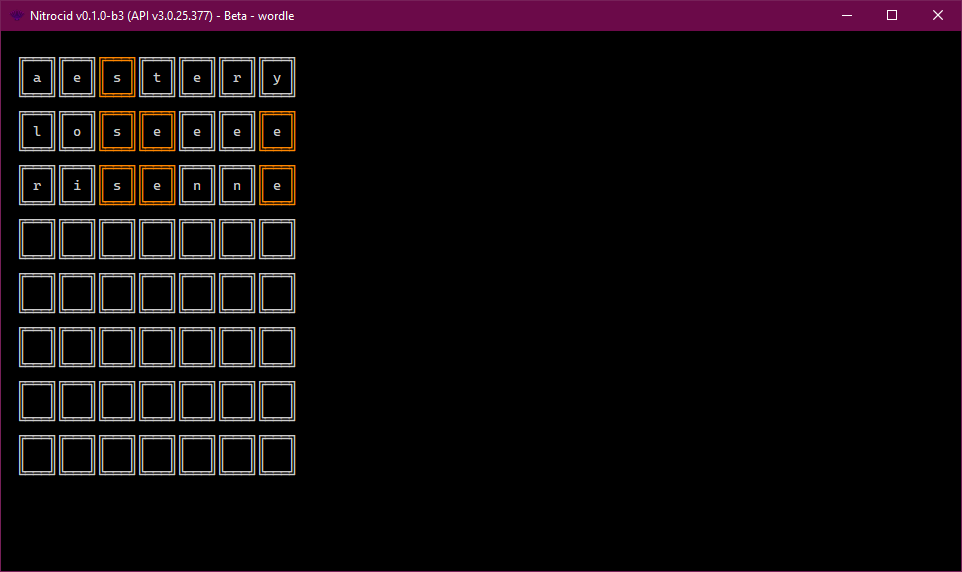 Nitrocid v0.1.0-b3 (API v3.0.25.377) - Beta - wordle
a e s t e r y
l o s e e e e
r i s e n n e